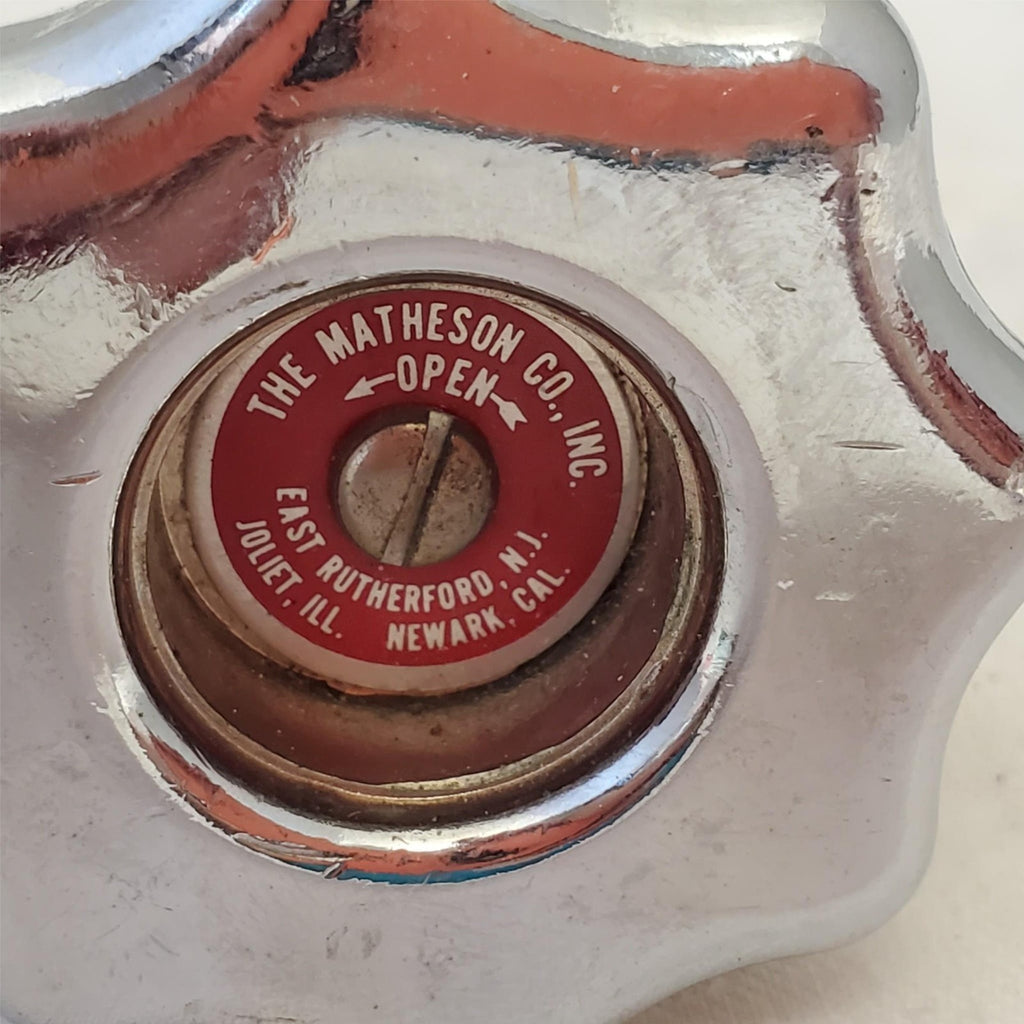 THE MATHESON CO., INC.
OPEN
EAST RUTHERFORD, N.J.
JOLIET, ILL. NEWARK, CAL.